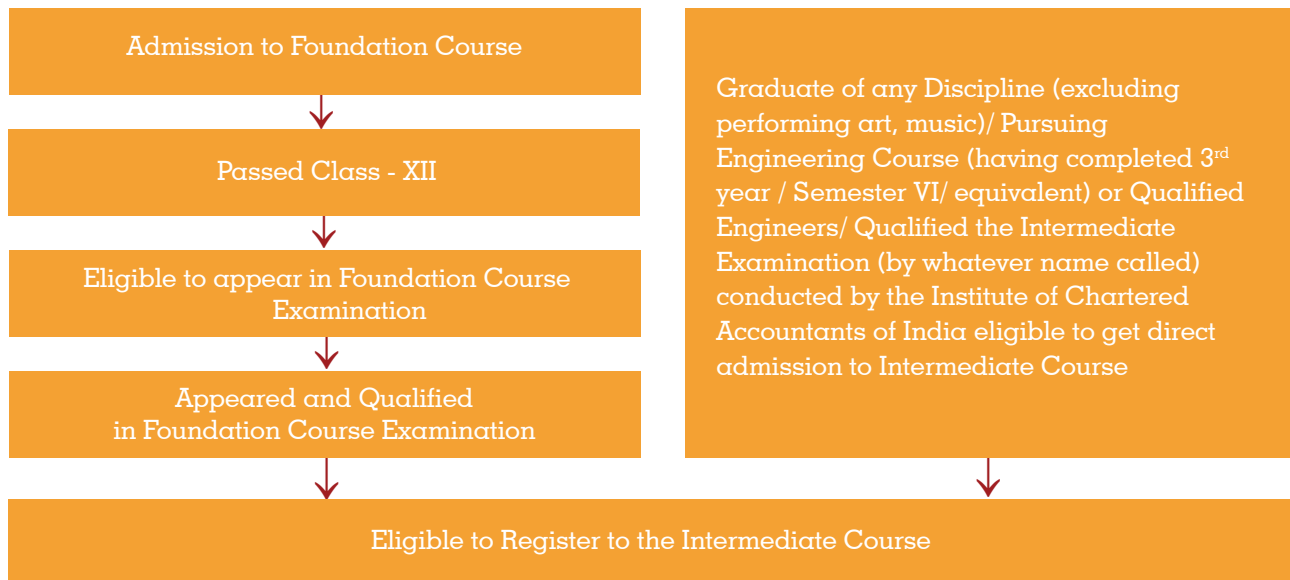 Admission to Foundation Course
Passed Class - XII
Eligible to appear in Foundation Course
Examination
Appeared and Qualified
in Foundation Course Examination
Graduate of any Discipline (excluding
performing art, music)/ Pursuing
Engineering Course (having completed 3rd
year / Semester VI/ equivalent) or Qualified
Engineers/ Qualified the Intermediate
Examination (by whatever name called)
conducted by the Institute of Chartered
Accountants of India eligible to get direct
admission to Intermediate Course
Eligible to Register to the Intermediate Course